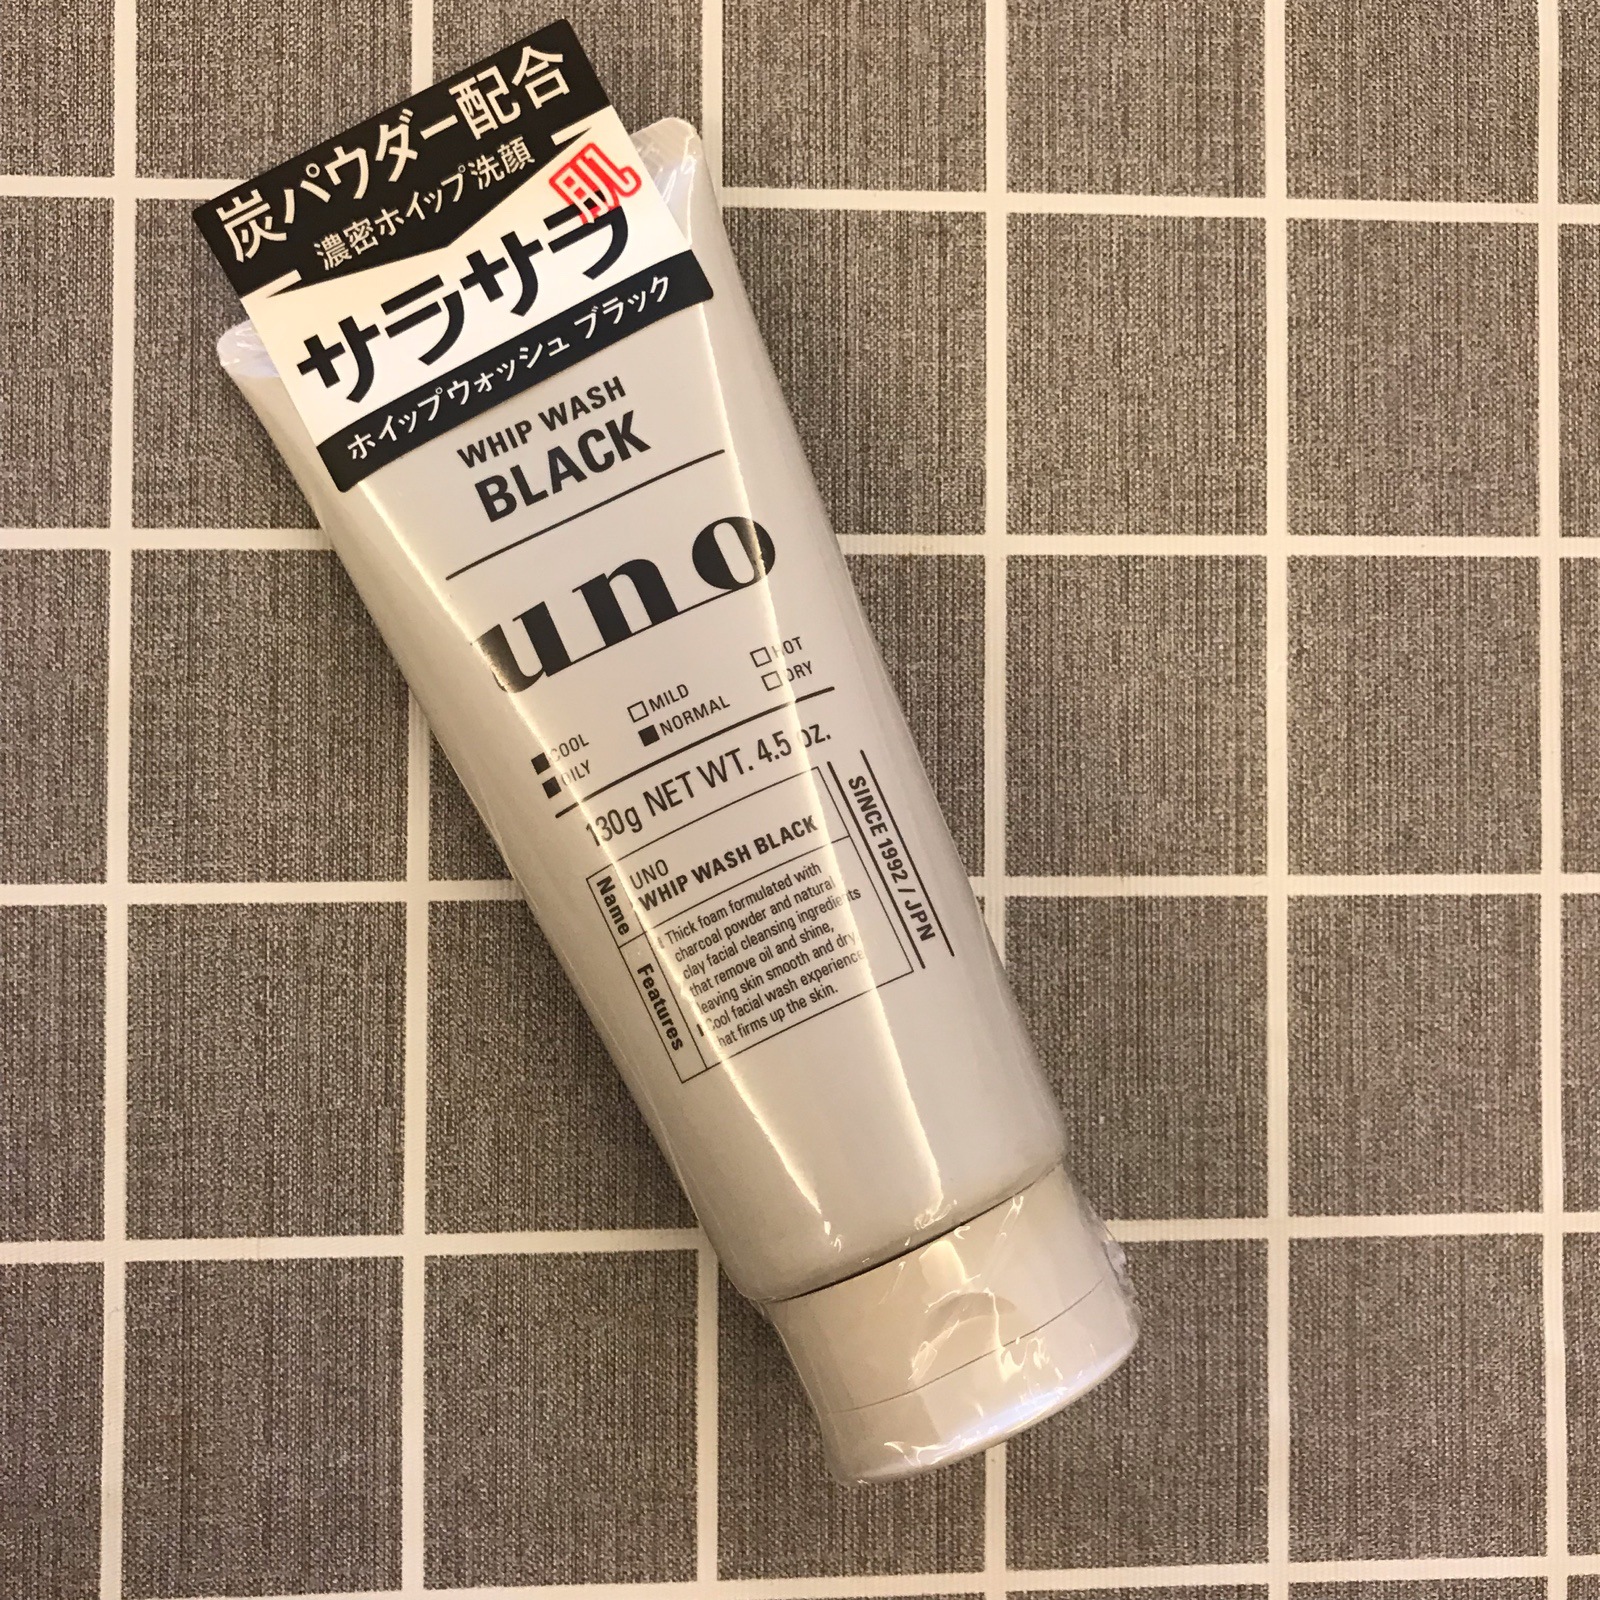 炭パウダー配合
濃密ホイップ洗顔
サラサラ肌
ホイップウォッシュ ブラック
WHIP WASH
BLACK
uno
COOL MILD HOT
OILY NORMAL DRY
130g NET WT. 4.5 oz.
Name
UNO
WHIP WASH BLACK
Features
Thick foam formulated with
charcoal powder and natural
clay facial cleansing ingredients
that remove oil and shine,
leaving skin smooth and dry.
Cool facial wash experience
that firms up the skin.
SINCE 1992 / JPN